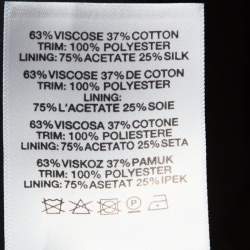 63% VISCOSE 37% COTTON
TRIM: 100% POLYESTER
LINING: 75% ACETATE 25% SILK
63% VISCOSE 37% DE COTON
TRIM: 100% POLYESTER
LINING:
75% L'ACETATE 25% SOIE
63% VISCOSA 37% COTONE
TRIM: 100% POLIESTERE
LINING: 75% ACETATO 25% SETA
63% VISKOZ 37% PAMUK
TRIM: 100% POLYESTER
LINING: 75% ASETAT 25% IPEK
P